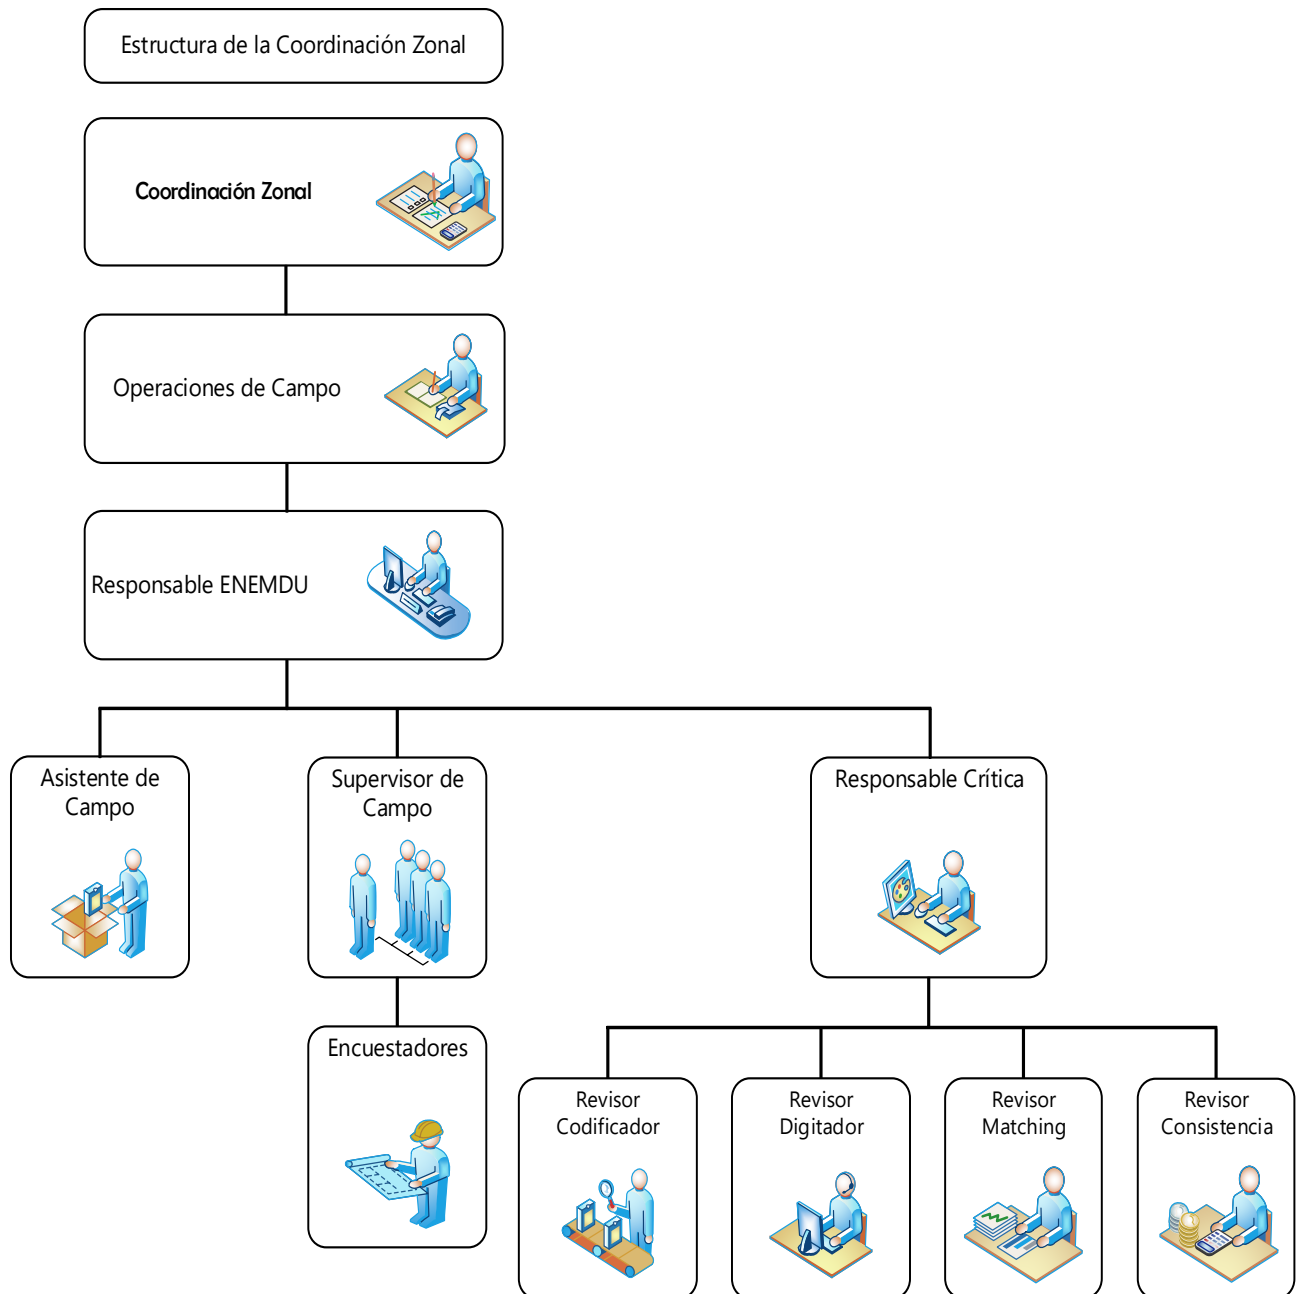 Estructura de la Coordinación Zonal
Coordinación Zonal
Operaciones de Campo
Responsable ENEMDU
Asistente de
Campo
Supervisor de
Campo
Responsable Crítica
Encuestadores
Revisor
Codificador
Revisor
Digitador
Revisor
Matching
Revisor
Consistencia